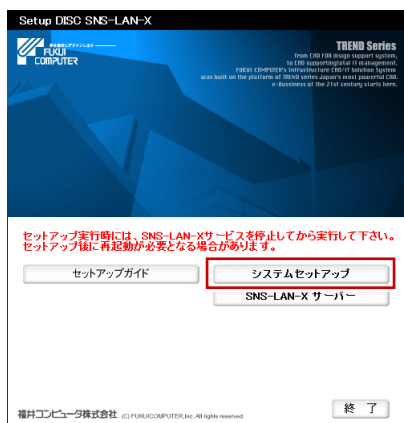 Setup DISC SNS-LAN-X
FUKUI
COMPUTER
TREND Series
from CAD FOR disign support system,
to CAD supportingtotal IT management.
FUKUI COMPUTER's Intrastructure CAD/IT Solution System
was built on the platform of TREND series Japan's most powerful CAD.
e-Bussiness of the 21st century starts here.
セットアップ実行時には、SNS-LAN-Xサービスを停止してから実行して下さい。
セットアップ後に再起動が必要となる場合があります。
セットアップガイド
システムセットアップ
SNS-LAN-X サーバー
福井コンピュータ株式会社 (C) FUKUICOMPUTER,Inc. All rights reserved.
終 了